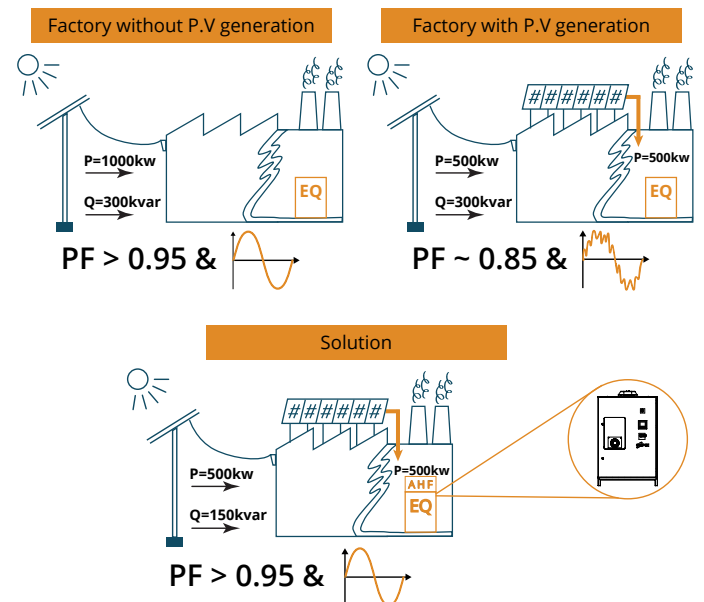 Factory without P.V generation
P=1000kw
Q=300kvar
EQ
PF > 0.95 &
Factory with P.V generation
P=500kw
P=500kw
Q=300kvar
EQ
PF ~ 0.85 &
Solution
P=500kw
P=500kw
AHF
Q=150kvar
EQ
PF > 0.95 &